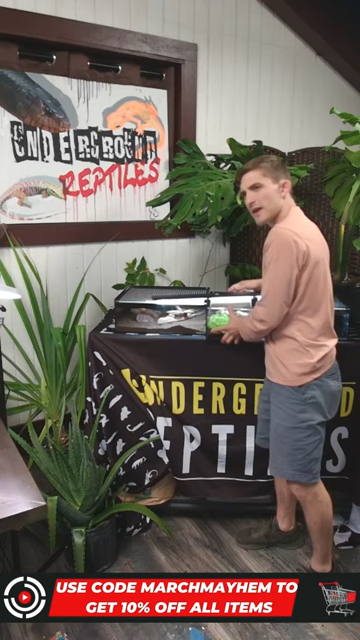 UNDERGROUND
REPTILES
UNDERGROUND
REPTILES
USE CODE MARCHMAYHEM TO
GET 10% OFF ALL ITEMS